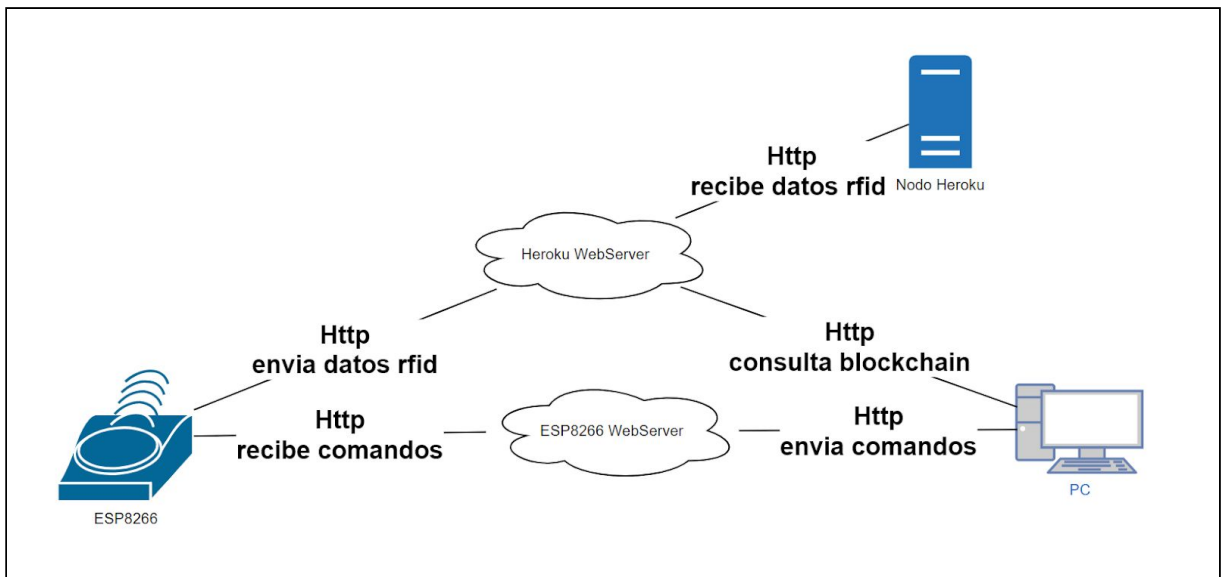 Http
recibe datos rfid
Nodo Heroku
Heroku WebServer
Http
envia datos rfid
Http
consulta blockchain
Http
recibe comandos
ESP8266 WebServer
Http
envia comandos
ESP8266
PC